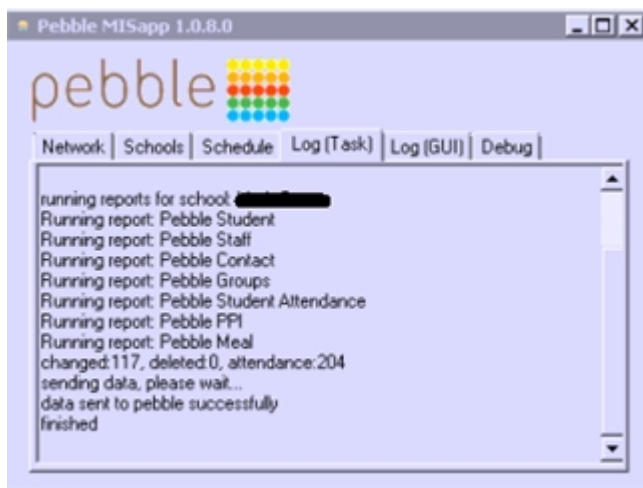 Pebble MISapp 1.0.8.0
pebble
Network Schools Schedule Log (Task) Log (GUI) Debug
running reports for school:
Running report: Pebble Student
Running report: Pebble Staff
Running report: Pebble Contact
Running report: Pebble Groups
Running report: Pebble Student Attendance
Running report: Pebble PPI
Running report: Pebble Meal
changed:117, deleted:0, attendance:204
sending data, please wait...
data sent to pebble successfully
finished